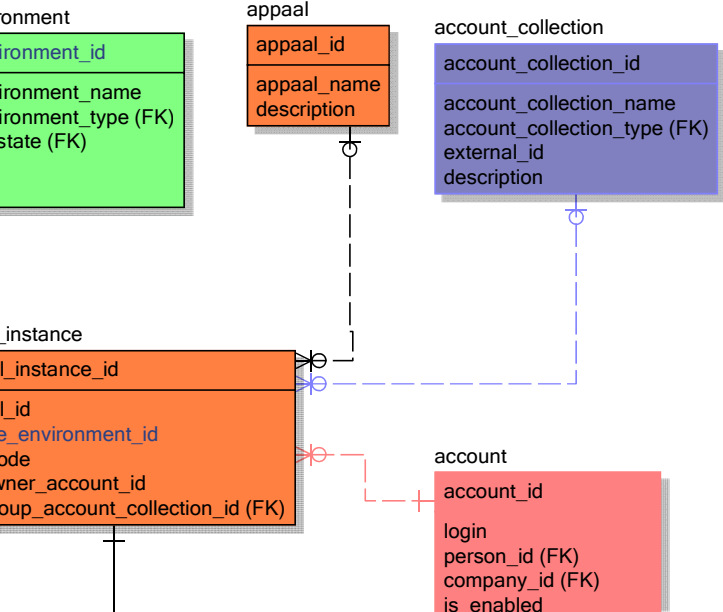 ronment
ironment_id
ironment_name
ironment_type (FK)
state (FK)
appaal
appaal_id
appaal_name
description
account_collection
account_collection_id
account_collection_name
account_collection_type (FK)
external_id
description
_instance
l_instance_id
l_id
e_environment_id
ode
wner_account_id
oup_account_collection_id (FK)
account
account_id
login
person_id (FK)
company_id (FK)
is_enabled